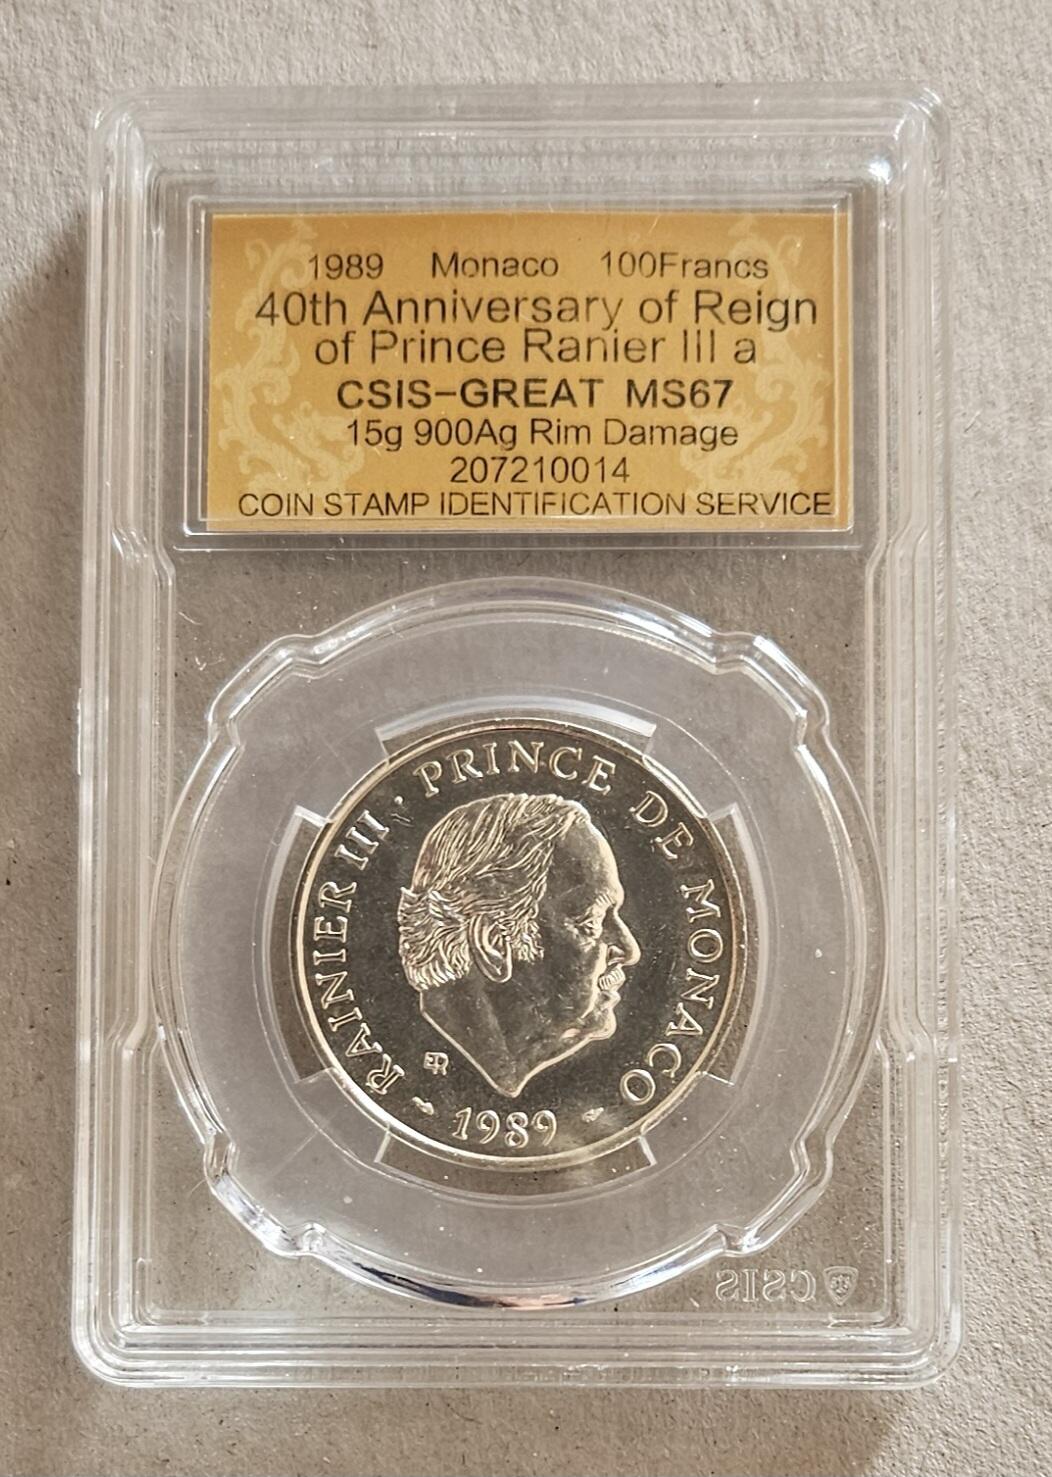 1989 Monaco 100Francs
40th Anniversary of Reign
of Prince Ranier III a
CSIS-GREAT MS67
15g 900Ag Rim Damage
207210014
COIN STAMP IDENTIFICATION SERVICE
RAINIER III · PRINCE DE MONACO
ER
1989
CSIS